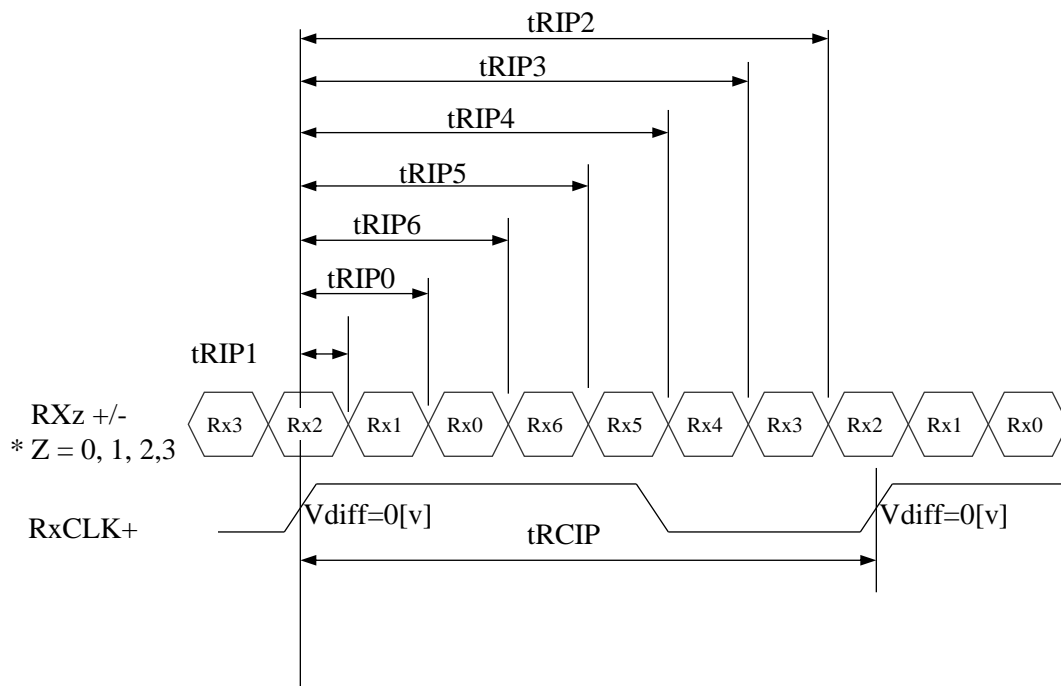 tRIP2
tRIP3
tRIP4
tRIP5
tRIP6
tRIP0
tRIP1
RXz +/-
* Z = 0, 1, 2,3
Rx3 Rx2 Rx1 Rx0 Rx6 Rx5 Rx4 Rx3 Rx2 Rx1 Rx0
RxCLK+
Vdiff=0[v] Vdiff=0[v]
tRCIP